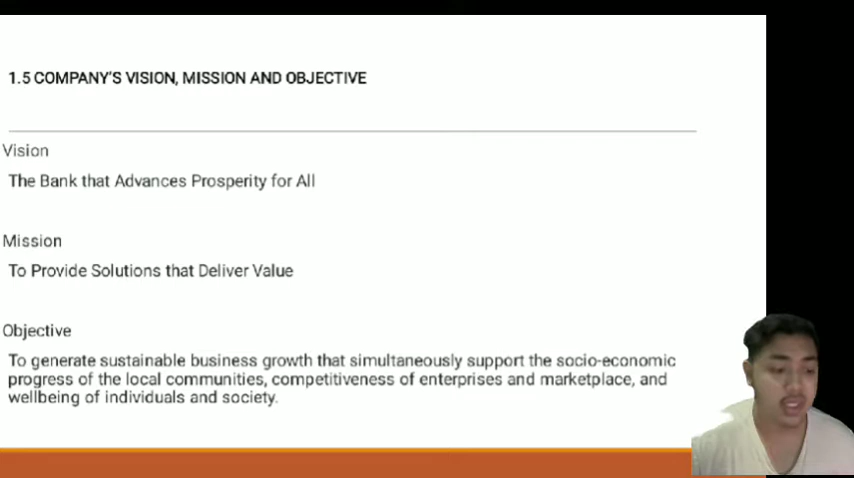 1.5 COMPANY'S VISION, MISSION AND OBJECTIVE
Vision
The Bank that Advances Prosperity for All
Mission
To Provide Solutions that Deliver Value
Objective
To generate sustainable business growth that simultaneously support the socio-economic
progress of the local communities, competitiveness of enterprises and marketplace, and
wellbeing of individuals and society.